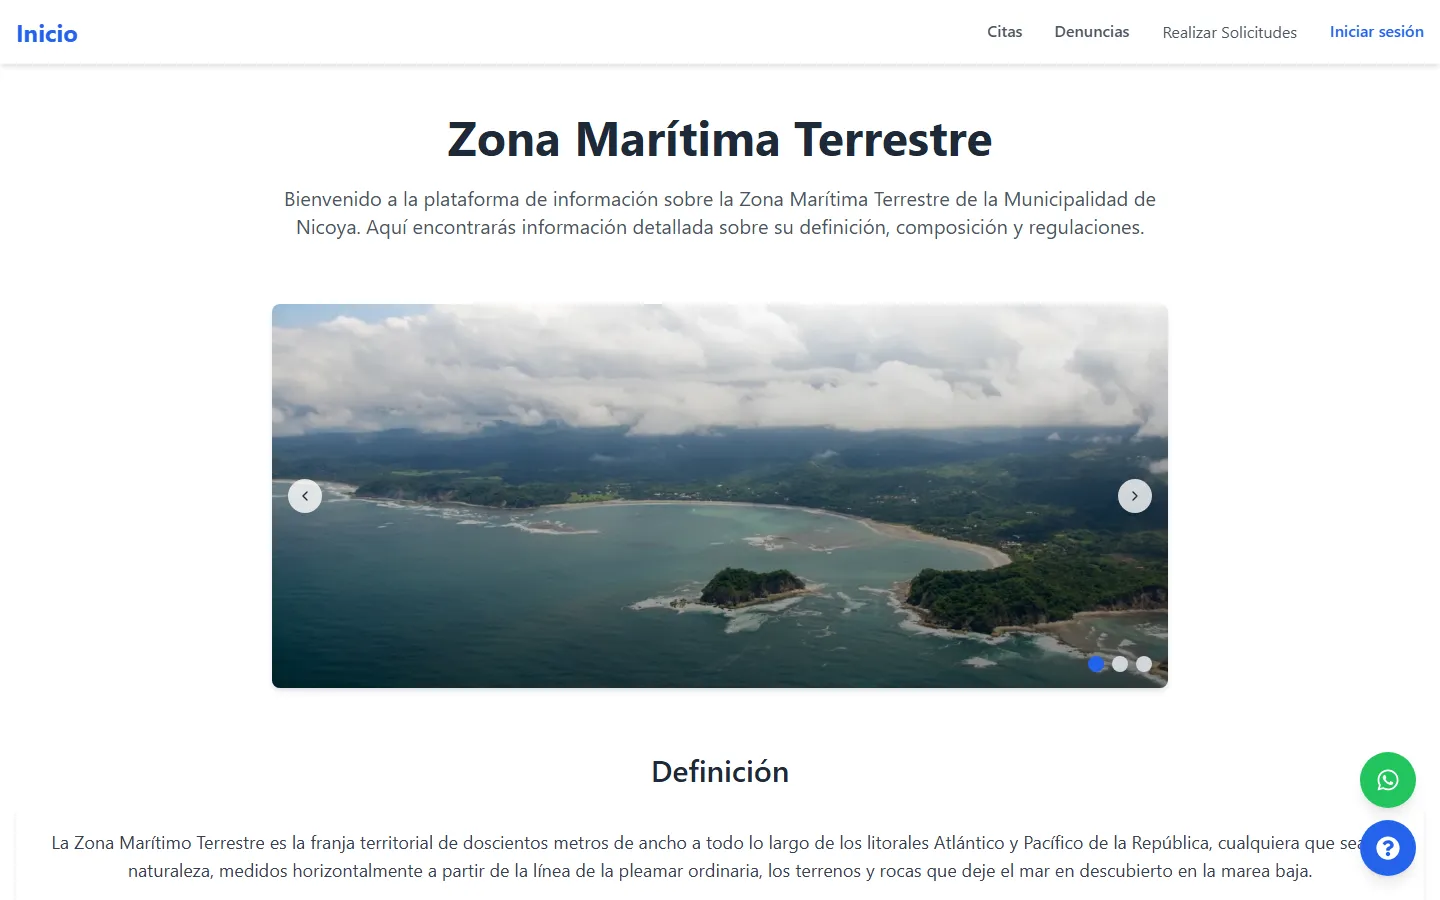 Inicio
Citas
Denuncias
Realizar Solicitudes
Iniciar sesión
Zona Marítima Terrestre
Bienvenido a la plataforma de información sobre la Zona Marítima Terrestre de la Municipalidad de
Nicoya. Aquí encontrarás información detallada sobre su definición, composición y regulaciones.
Definición
La Zona Marítimo Terrestre es la franja territorial de doscientos metros de ancho a todo lo largo de los litorales Atlántico y Pacífico de la República, cualquiera que sea
naturaleza, medidos horizontalmente a partir de la línea de la pleamar ordinaria, los terrenos y rocas que deje el mar en descubierto en la marea baja.